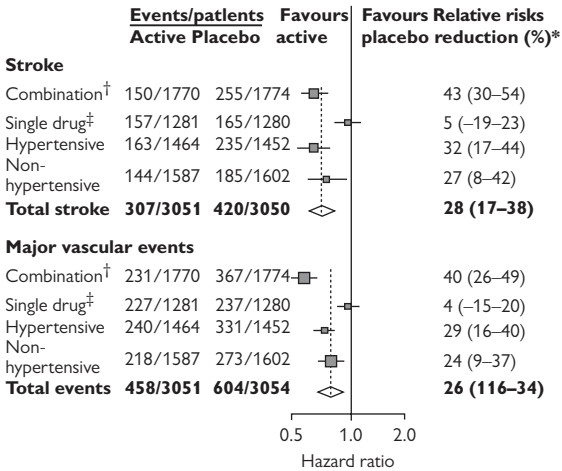 Events/patlents Favours Favours Relative risks
Active Placebo active placebo reduction (%)*
Stroke
Combination† 150/1770 255/1774 43 (30–54)
Single drug‡ 157/1281 165/1280 5 (–19–23)
Hypertensive 163/1464 235/1452 32 (17–44)
Non-
hypertensive 144/1587 185/1602 27 (8–42)
Total stroke 307/3051 420/3050 28 (17–38)
Major vascular events
Combination† 231/1770 367/1774 40 (26–49)
Single drug‡ 227/1281 237/1280 4 (–15–20)
Hypertensive 240/1464 331/1452 29 (16–40)
Non-
hypertensive 218/1587 273/1602 24 (9–37)
Total events 458/3051 604/3054 26 (116–34)
0.5 1.0 2.0
Hazard ratio